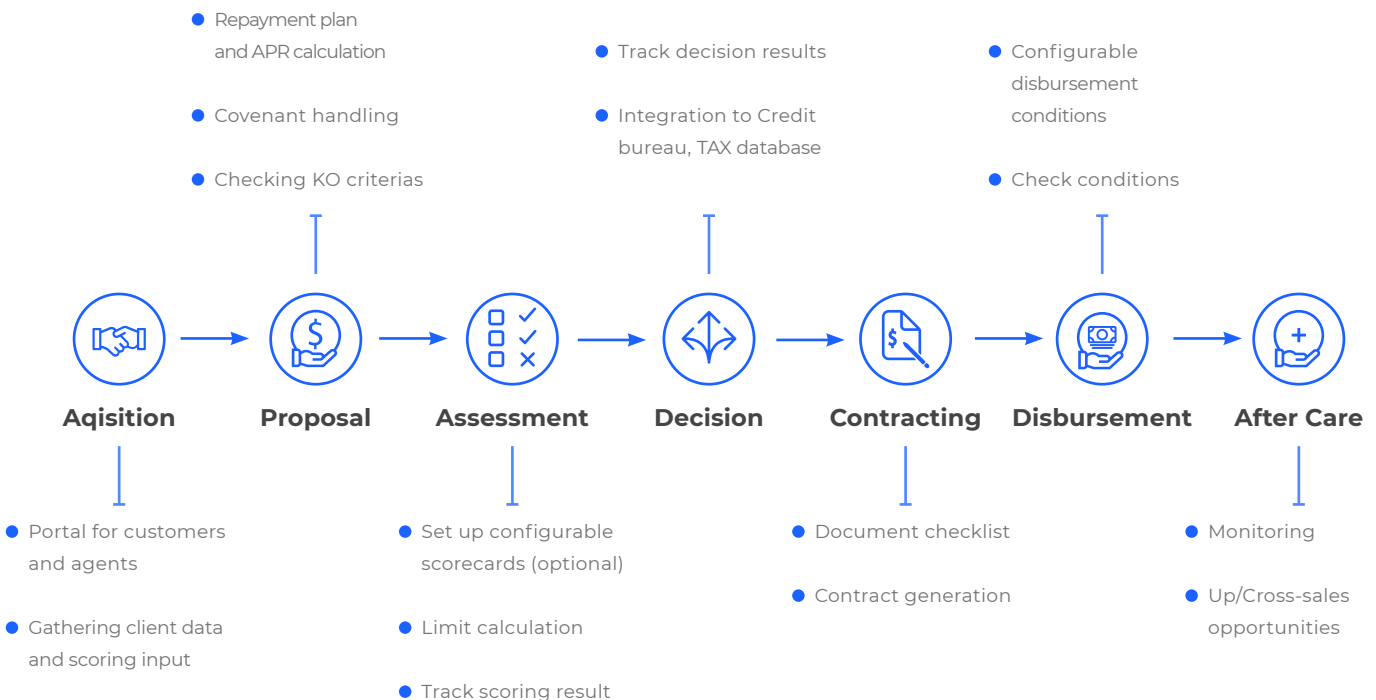 Repayment plan
and APR calculation
Covenant handling
Checking KO criterias
Track decision results
Integration to Credit
bureau, TAX database
Configurable
disbursement
conditions
Check conditions
$
$
Aqisition
Proposal
Assessment
Decision
Contracting
Disbursement
After Care
Portal for customers
and agents
Gathering client data
and scoring input
Set up configurable
scorecards (optional)
Limit calculation
Track scoring result
Document checklist
Contract generation
Monitoring
Up/Cross-sales
opportunities